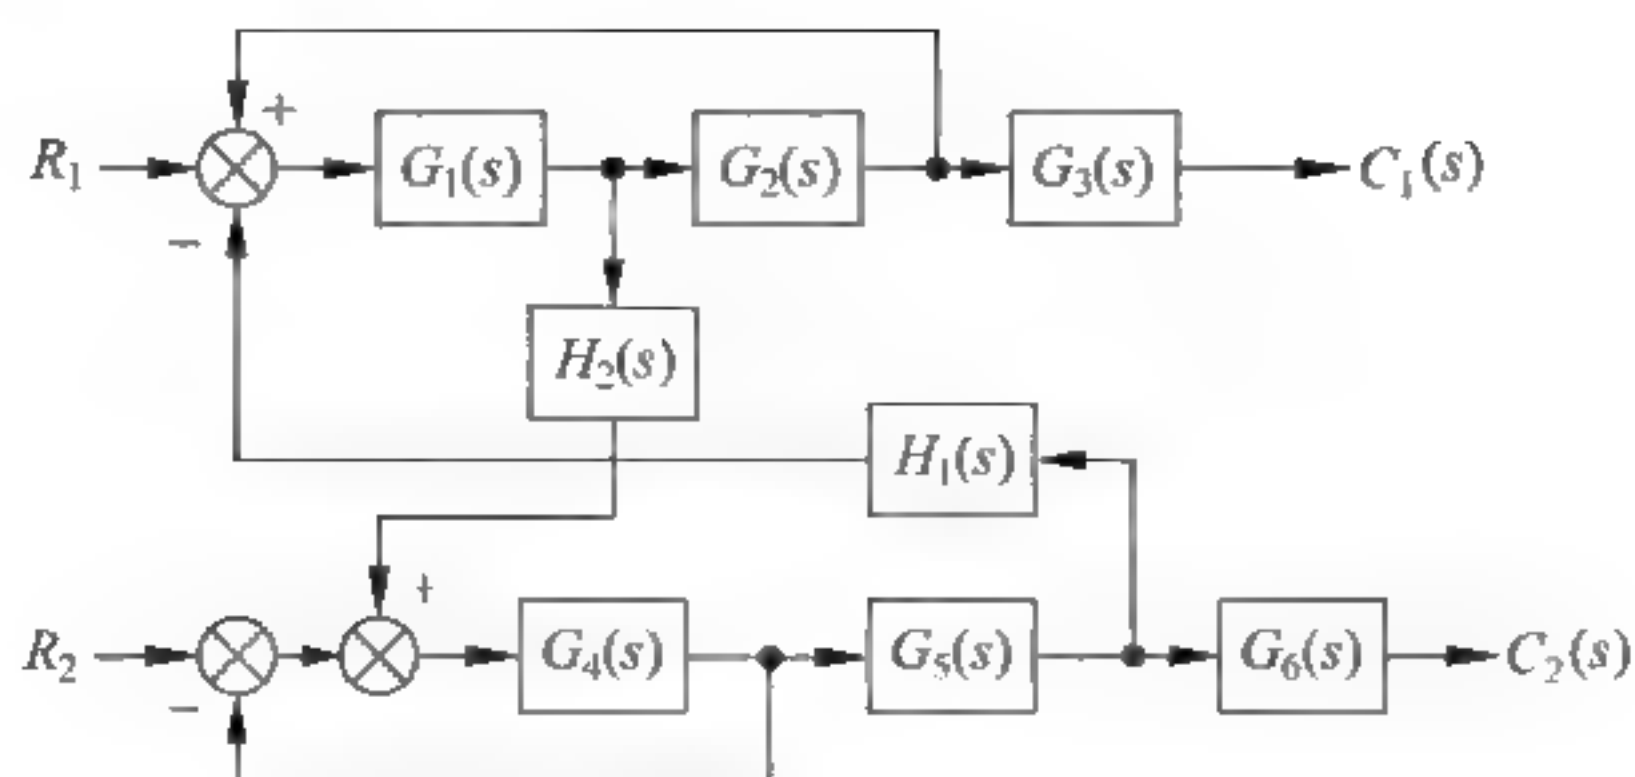 +
R₁ G₁(s) G₂(s) G₃(s) C₁(s)
−
H₂(s)
H₁(s)
+
R₂ G₄(s) G₅(s) G₆(s) C₂(s)
−